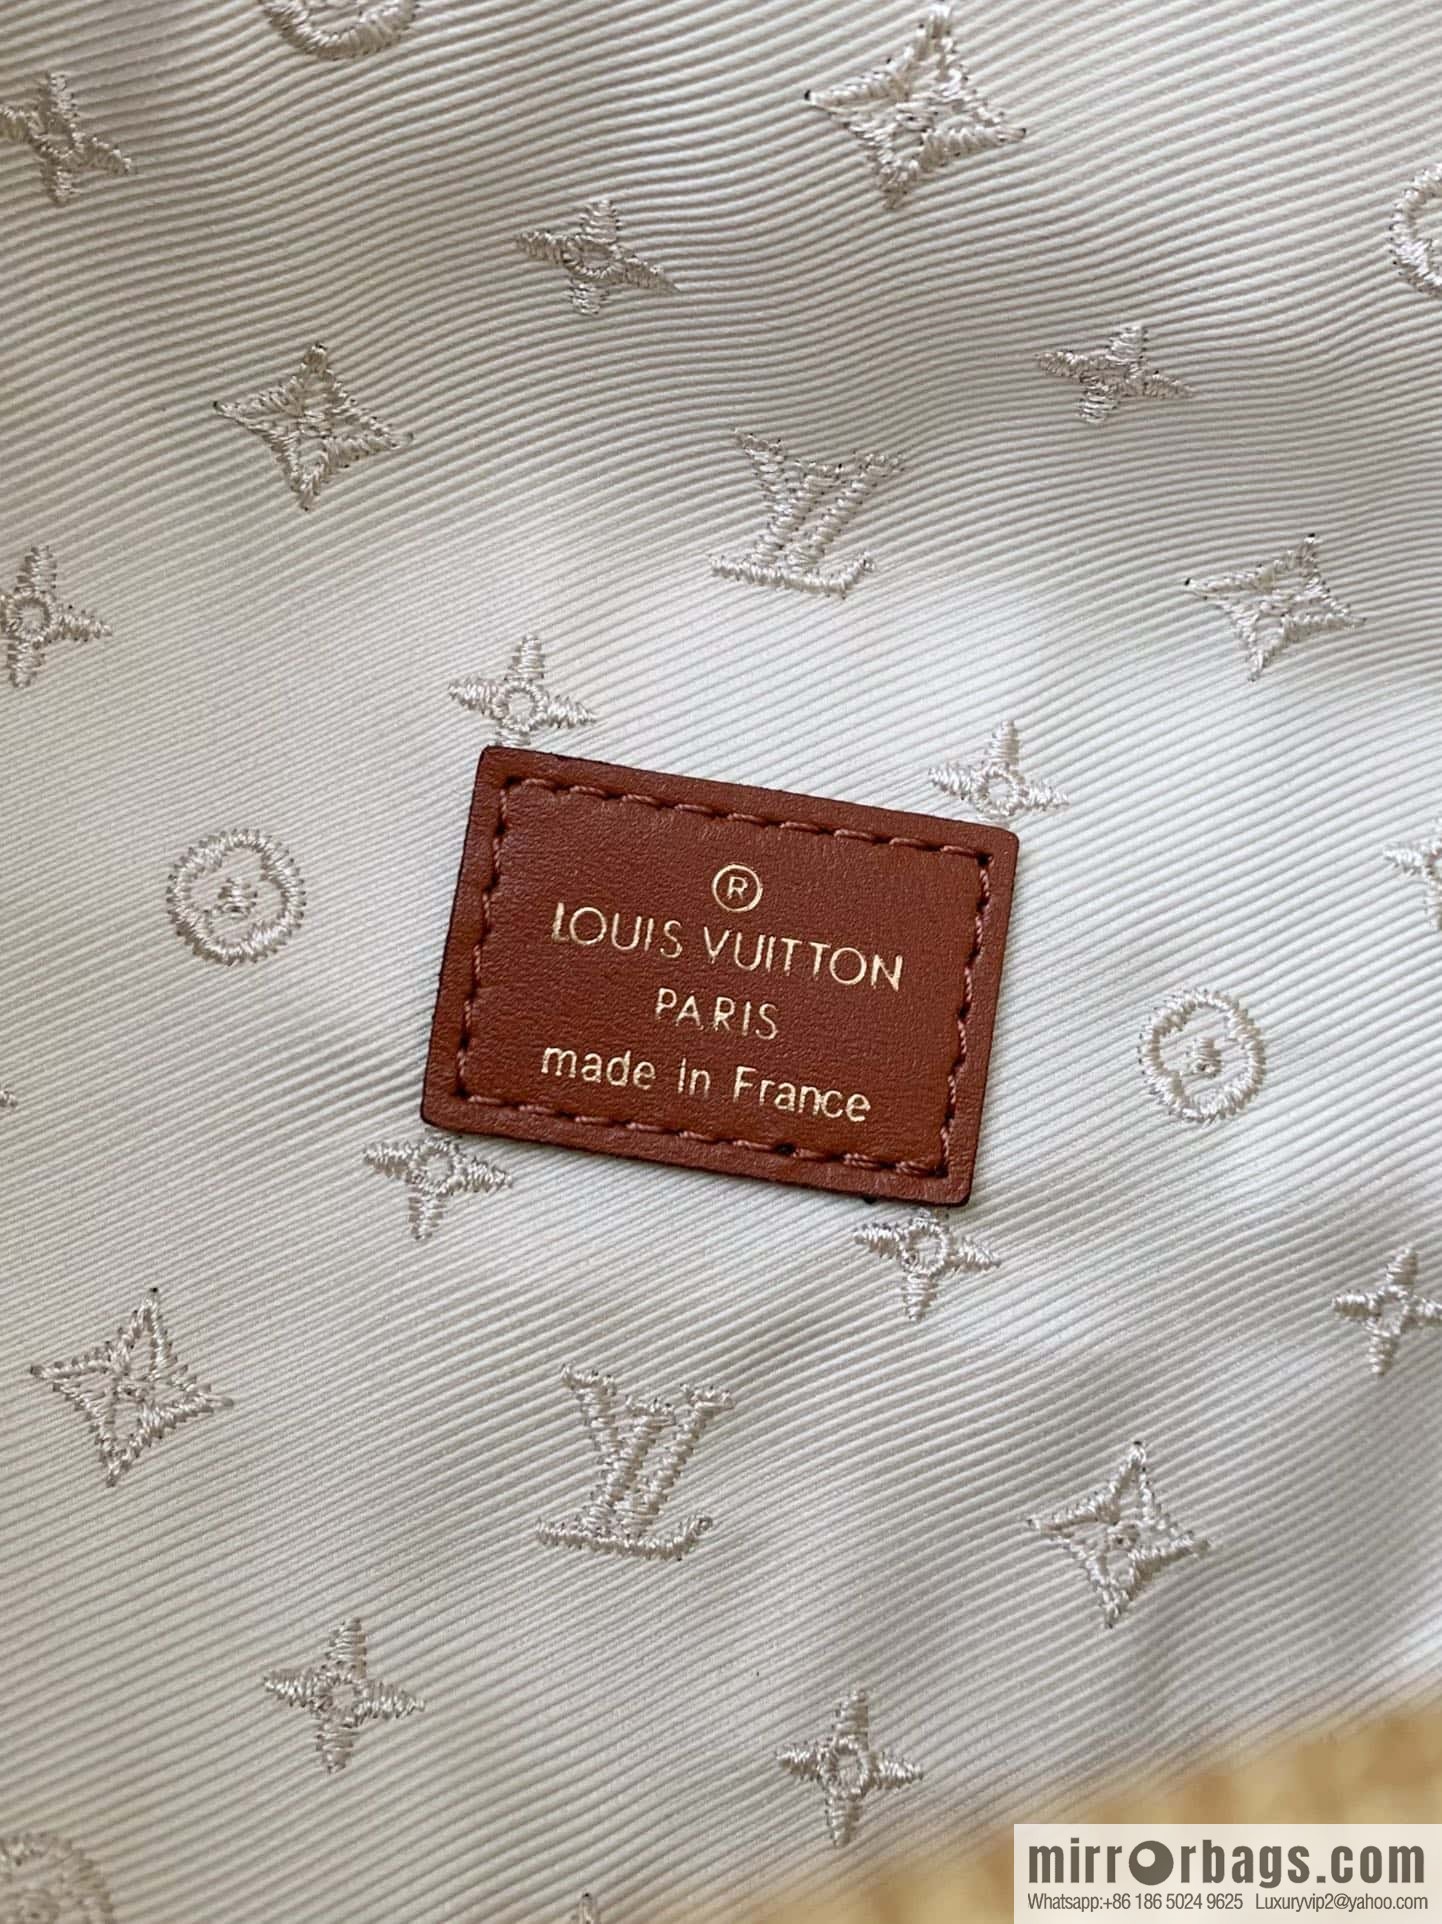 ®
LOUIS VUITTON
PARIS
made in France
mirrorbags.com
Whatsapp:+86 186 5024 9625 Luxuryvip2@yahoo.com